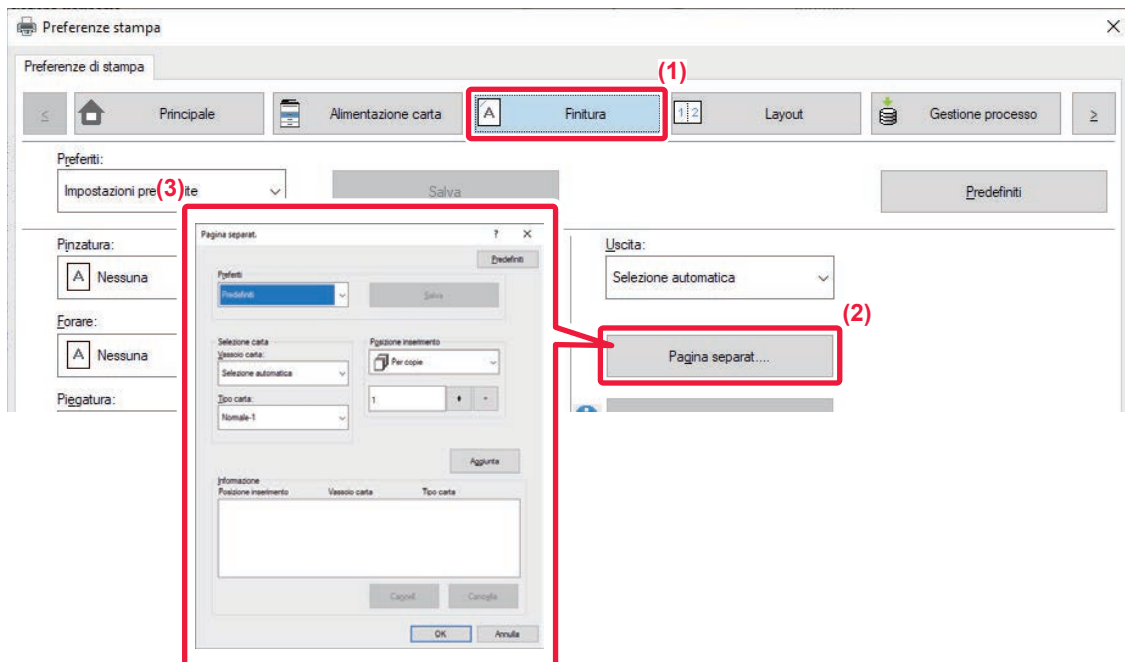 Preferenze stampa
Preferenze di stampa
(1)
<
Principale
Alimentazione carta
A
Finitura
1 2
Layout
Gestione processo
>
Preferiti:
(3)
Impostazioni pre ite
Salva
Predefiniti
Pinzatura:
A Nessuna
Forare:
A Nessuna
Piegatura:
Pagina separat.
?
Predefiniti
Preferiti
Predefiniti
Salva
Selezione carta
Vassoio carta:
Selezione automatica
Tipo carta:
Normale-1
Posizione inserimento
Per copie
1
+ -
Aggiunta
Informazione
Posizione inserimento Vassoio carta Tipo carta
OK
Annulla
Uscita:
Selezione automatica
(2)
Pagina separat....